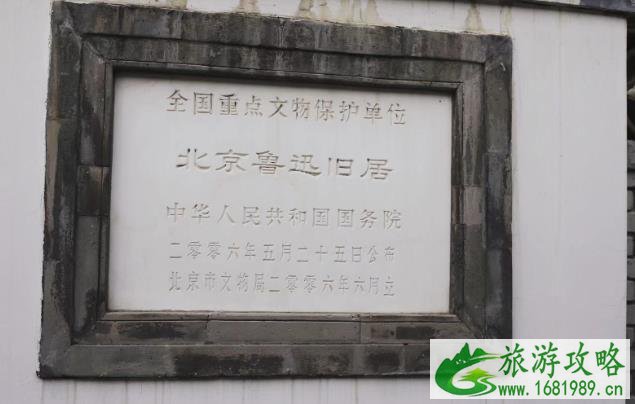 全国重点文物保护单位
北京鲁迅旧居
中华人民共和国国务院
二零零六年五月二十五日公布
北京市文物局二零零六年六月立
旅游攻略
www.1681989.cn